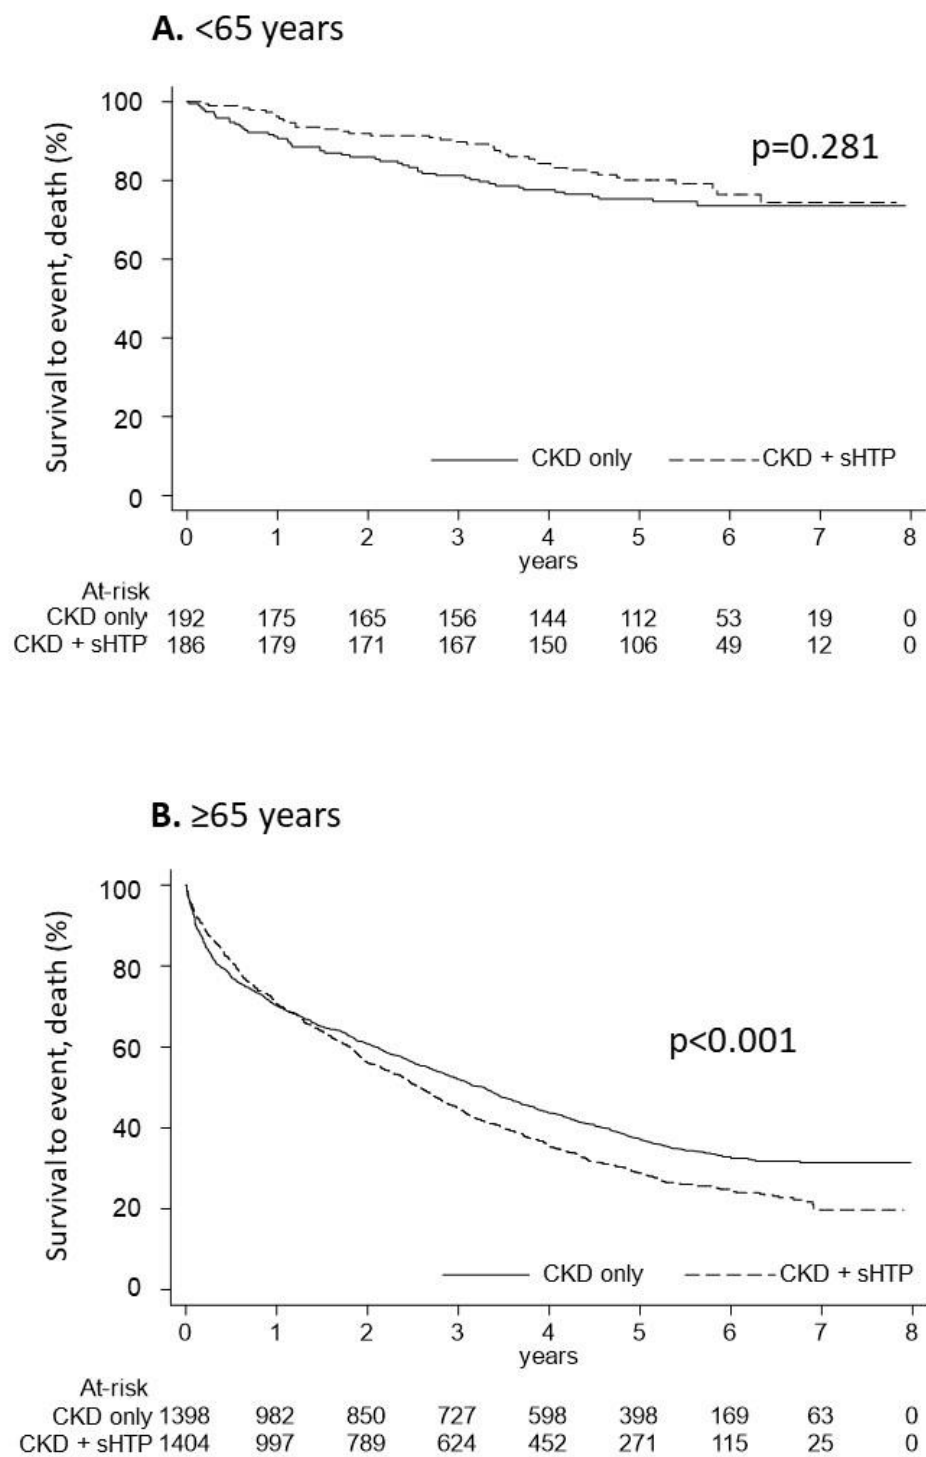 A. <65 years
Survival to event, death (%)
100
80
60
40
20
0
p=0.281
CKD only
CKD + sHTP
0 1 2 3 4 5 6 7 8
years
At-risk
CKD only 192 175 165 156 144 112 53 19 0
CKD + sHTP 186 179 171 167 150 106 49 12 0
B. ≥65 years
Survival to event, death (%)
100
80
60
40
20
0
p<0.001
CKD only
CKD + sHTP
0 1 2 3 4 5 6 7 8
years
At-risk
CKD only 1398 982 850 727 598 398 169 63 0
CKD + sHTP 1404 997 789 624 452 271 115 25 0